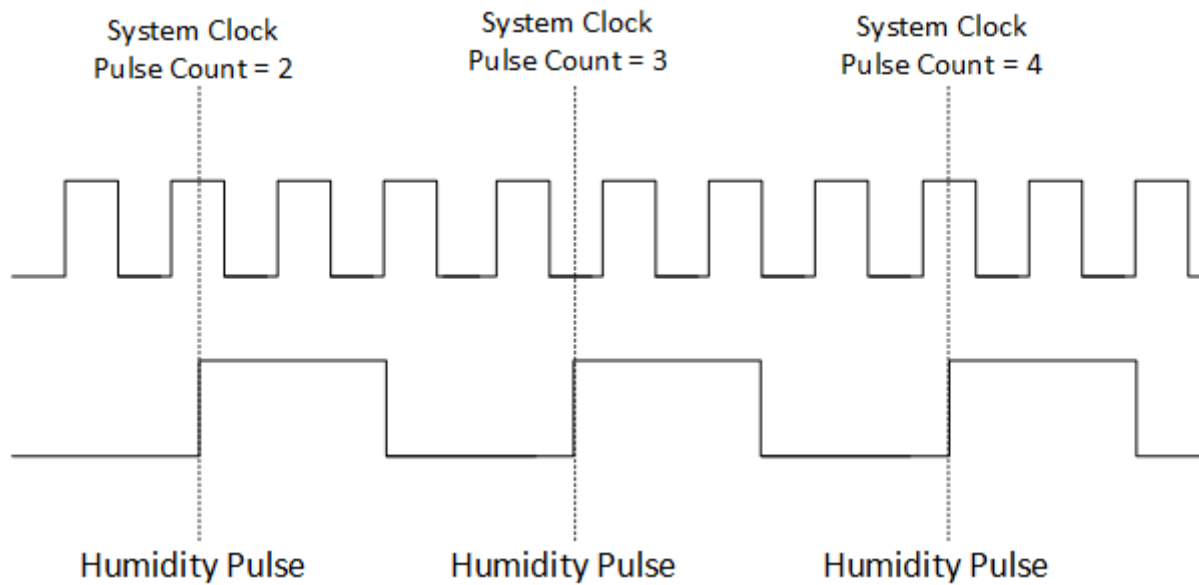 System Clock
Pulse Count = 2
System Clock
Pulse Count = 3
System Clock
Pulse Count = 4
Humidity Pulse
Humidity Pulse
Humidity Pulse